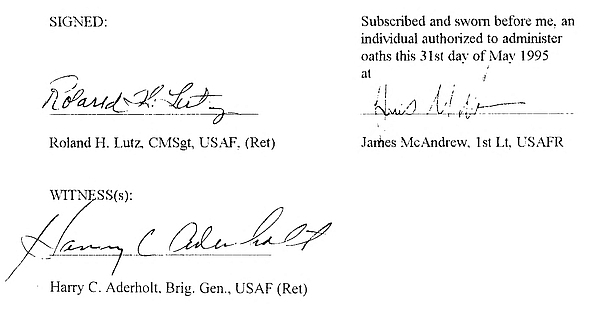 SIGNED:
Roland H. Lutz
Roland H. Lutz, CMSgt, USAF, (Ret)
Subscribed and sworn before me, an
individual authorized to administer
oaths this 31st day of May 1995
at
James McAndrew, 1st Lt, USAFR
WITNESS(s):
Harry C Aderholt
Harry C. Aderholt, Brig. Gen., USAF (Ret)